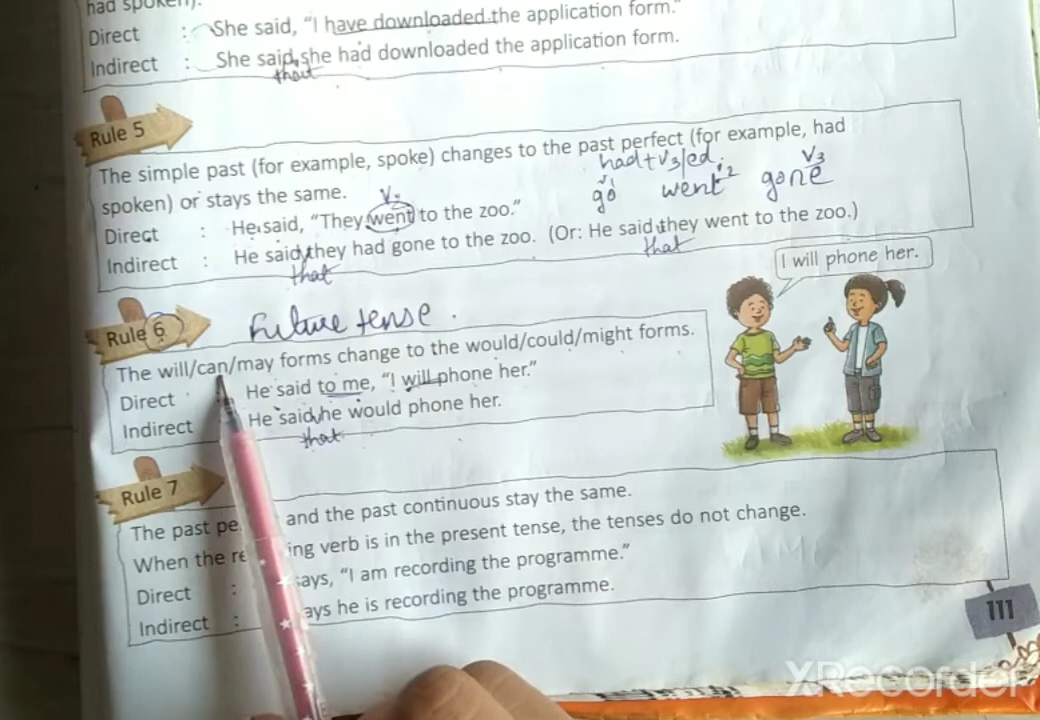 had spoken).
Direct : She said, "I have downloaded the application form."
Indirect : She said, she had downloaded the application form.
that
Rule 5
The simple past (for example, spoke) changes to the past perfect (for example, had
had+v3/ed.
V3
spoken) or stays the same.
go went gone
Direct : He said, "They went to the zoo."
Indirect : He said they had gone to the zoo. (Or: He said they went to the zoo.)
that that
I will phone her.
Rule 6
Future tense.
The will/can/may forms change to the would/could/might forms.
Direct : He said to me, "I will phone her."
Indirect He said he would phone her.
that
Rule 7
The past pe and the past continuous stay the same.
When the re ing verb is in the present tense, the tenses do not change.
Direct : says, "I am recording the programme."
Indirect : ays he is recording the programme.
111
XRecorder